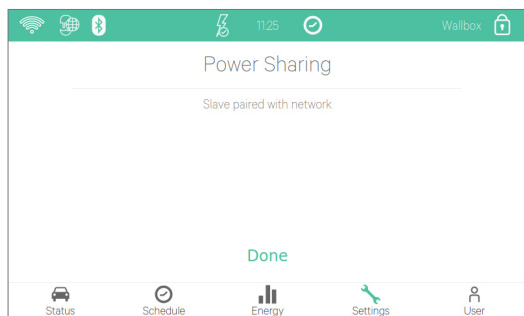 11:25
Wallbox
Power Sharing
Slave paired with network
Done
Status
Schedule
Energy
Settings
User